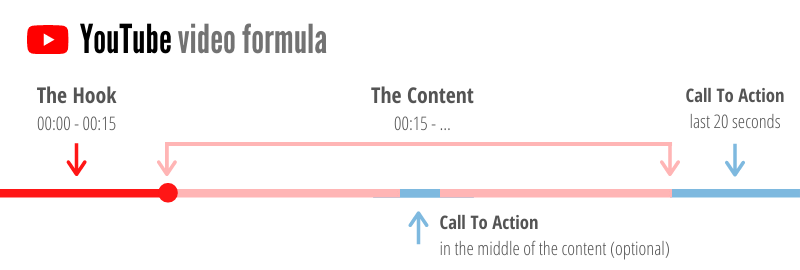 YouTube video formula
The Hook
00:00 - 00:15
The Content
00:15 - ...
Call To Action
last 20 seconds
Call To Action
in the middle of the content (optional)